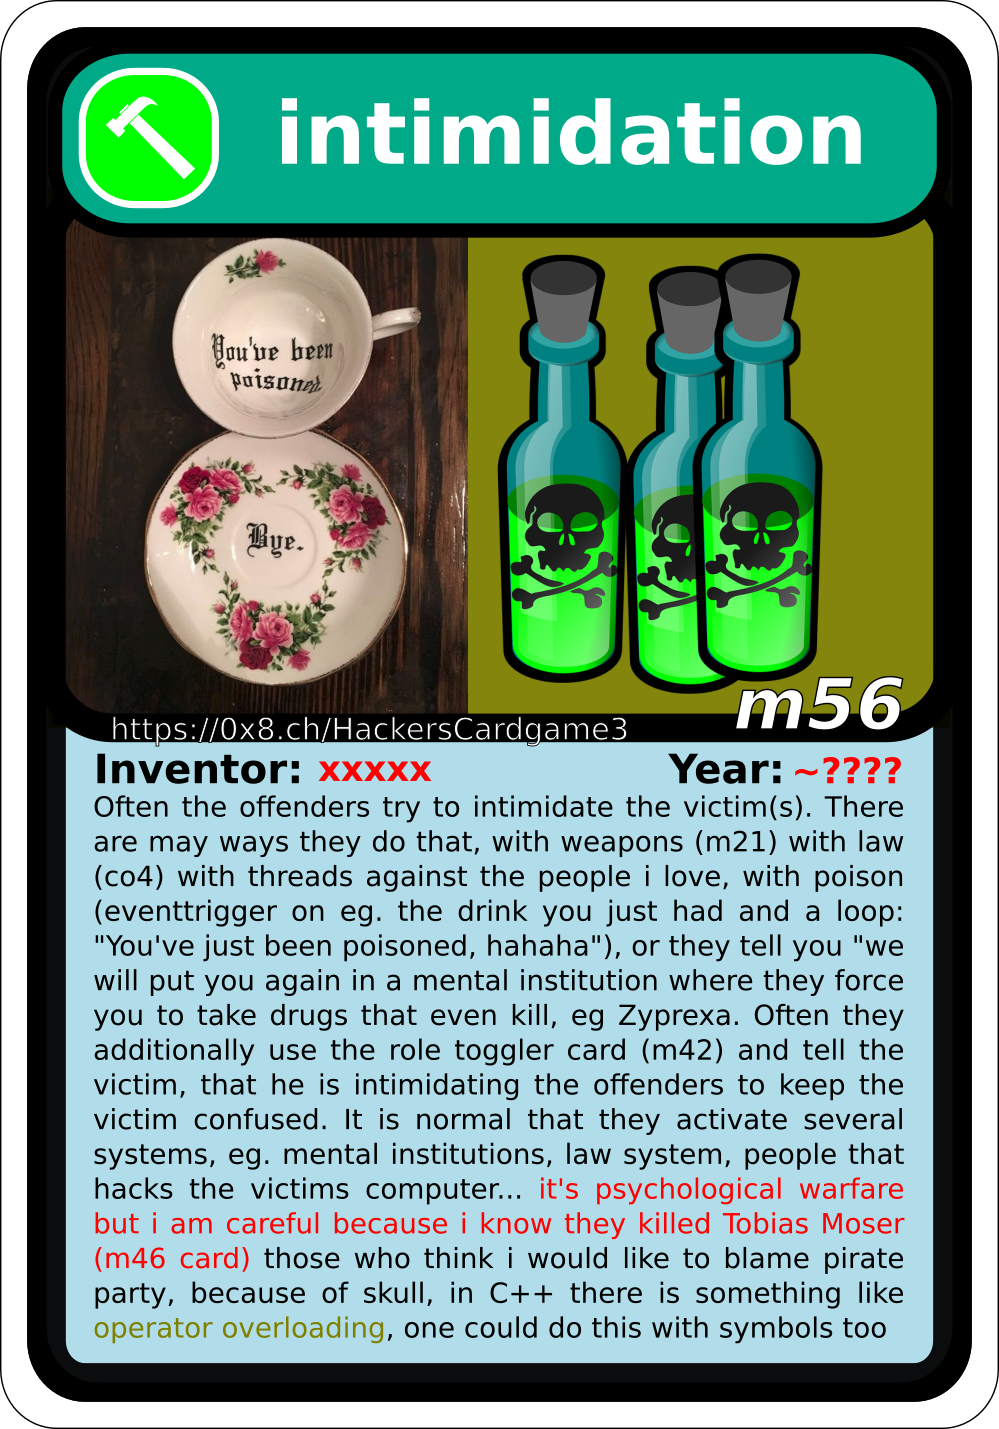 intimidation
You've been
poisoned.
Bye.
m56
https://0x8.ch/HackersCardgame3
Inventor: xxxxx Year: ~????
Often the offenders try to intimidate the victim(s). There
are may ways they do that, with weapons (m21) with law
(co4) with threads against the people i love, with poison
(eventtrigger on eg. the drink you just had and a loop:
"You've just been poisoned, hahaha"), or they tell you "we
will put you again in a mental institution where they force
you to take drugs that even kill, eg Zyprexa. Often they
additionally use the role toggler card (m42) and tell the
victim, that he is intimidating the offenders to keep the
victim confused. It is normal that they activate several
systems, eg. mental institutions, law system, people that
hacks the victims computer... it's psychological warfare
but i am careful because i know they killed Tobias Moser
(m46 card) those who think i would like to blame pirate
party, because of skull, in C++ there is something like
operator overloading, one could do this with symbols too